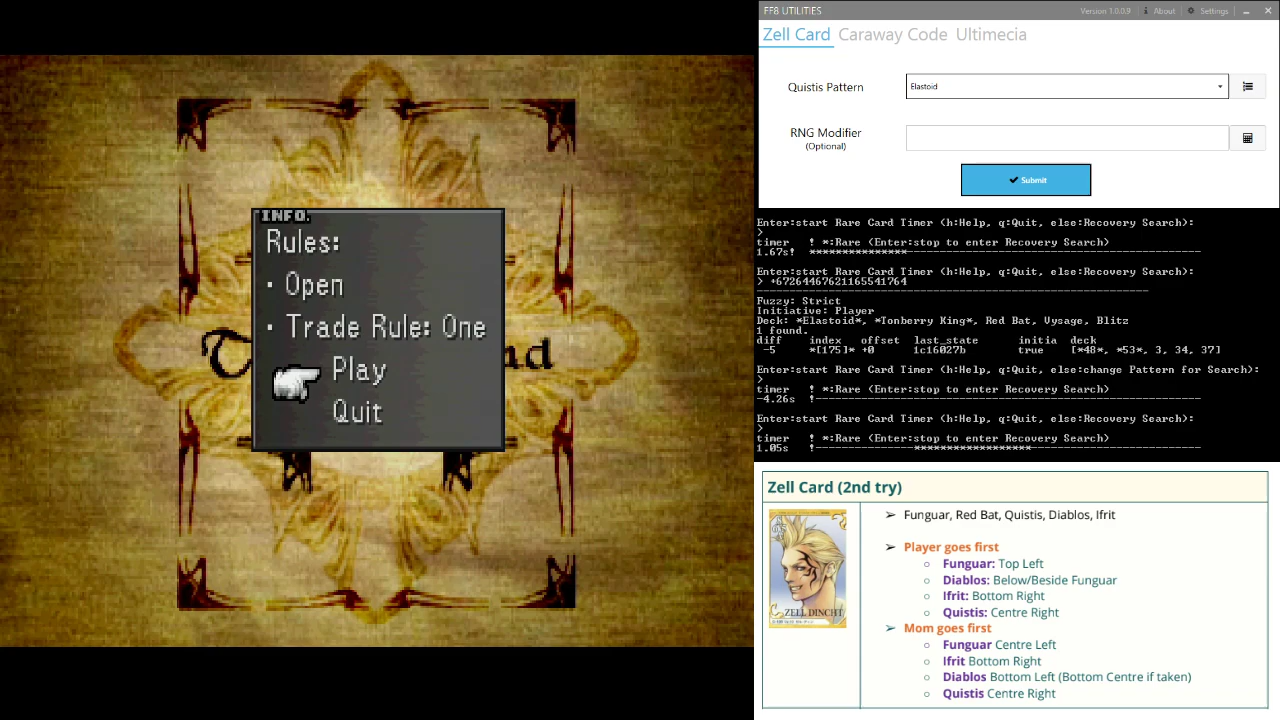 INFO.
Rules:
· Open
· Trade Rule: One
Play
Quit
FF8 UTILITIES
Version 1.0.0.9
About
Settings
Zell Card
Caraway Code
Ultimecia
Quistis Pattern
Elastoid
RNG Modifier
(Optional)
Submit
Enter:start Rare Card Timer (h:Help, q:Quit, else:Recovery Search):
>
timer   ! *:Rare (Enter:stop to enter Recovery Search)
1.67s!  ***************---------------------------------------------
Enter:start Rare Card Timer (h:Help, q:Quit, else:Recovery Search):
> +67264467621165541764
------------------------------------------------------------
Fuzzy: Strict
Initiative: Player
Deck: *Elastoid*, *Tonberry King*, Red Bat, Vysage, Blitz
1 found.
diff   index   offset   last_state   initia   deck
-5   *[175]*   +0   1c16027b   true   [*48*, *53*, 3, 34, 37]
Enter:start Rare Card Timer (h:Help, q:Quit, else:change Pattern for Search):
>
timer   ! *:Rare (Enter:stop to enter Recovery Search)
-4.26s  !-----------------------------------------------------------
Enter:start Rare Card Timer (h:Help, q:Quit, else:Recovery Search):
>
timer   ! *:Rare (Enter:stop to enter Recovery Search)
1.05s   !---------------*****************--------------------------
Zell Card (2nd try)
ZELL DINCHT
➢ Funguar, Red Bat, Quistis, Diablos, Ifrit
➢ Player goes first
○ Funguar: Top Left
○ Diablos: Below/Beside Funguar
○ Ifrit: Bottom Right
○ Quistis: Centre Right
➢ Mom goes first
○ Funguar Centre Left
○ Ifrit Bottom Right
○ Diablos Bottom Left (Bottom Centre if taken)
○ Quistis Centre Right